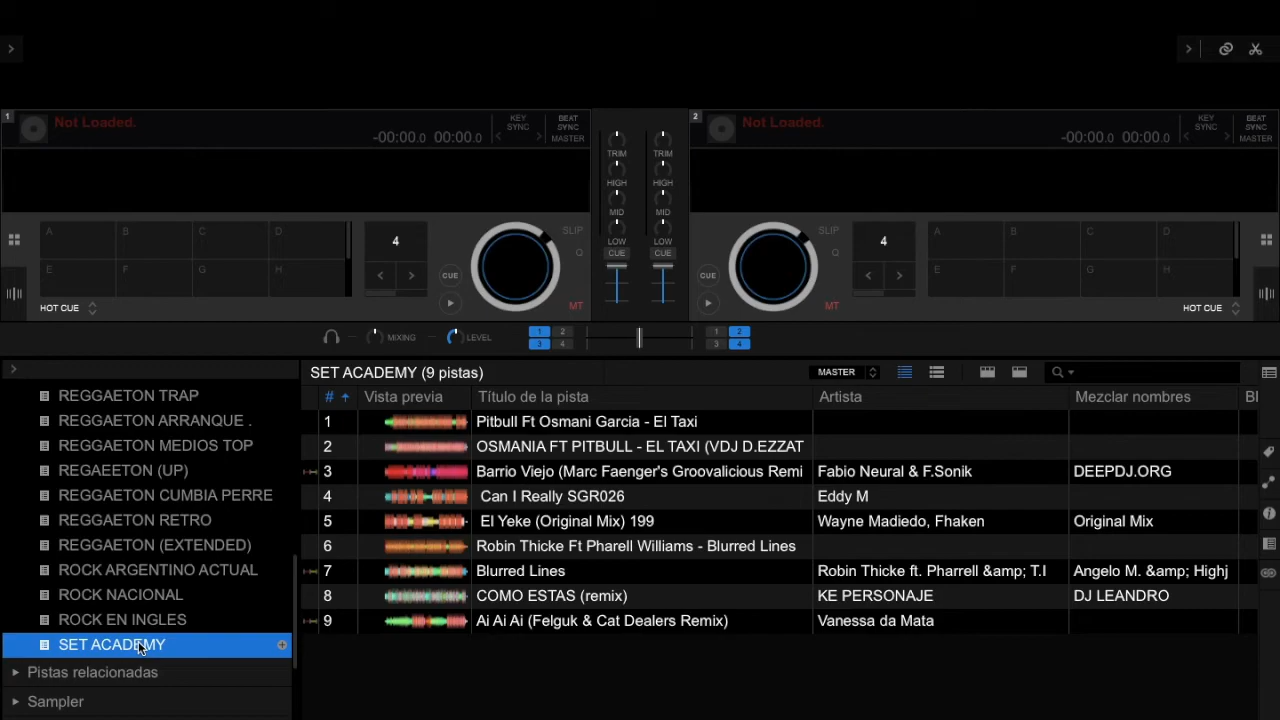 1
Not Loaded.
-00:00.0 00:00.0
KEY SYNC
BEAT SYNC
MASTER
2
Not Loaded.
-00:00.0 00:00.0
KEY SYNC
BEAT SYNC
MASTER
TRIM
HIGH
MID
LOW
CUE
TRIM
HIGH
MID
LOW
CUE
A B C D
E F G H
HOT CUE
4
CUE
SLIP
Q
MT
CUE
SLIP
Q
MT
4
A B C D
E F G H
HOT CUE
MIXING
LEVEL
1 2
3 4
1 2
3 4
REGGAETON TRAP
REGGAETON ARRANQUE .
REGGAETON MEDIOS TOP
REGAEETON (UP)
REGGAETON CUMBIA PERRE
REGGAETON RETRO
REGGAETON (EXTENDED)
ROCK ARGENTINO ACTUAL
ROCK NACIONAL
ROCK EN INGLES
SET ACADEMY
Pistas relacionadas
Sampler
SET ACADEMY (9 pistas)
MASTER
# Vista previa Título de la pista Artista Mezclar nombres
1 Pitbull Ft Osmani Garcia - El Taxi
2 OSMANIA FT PITBULL - EL TAXI (VDJ D.EZZAT
3 Barrio Viejo (Marc Faenger's Groovalicious Remi Fabio Neural & F.Sonik DEEPDJ.ORG
4 Can I Really SGR026 Eddy M
5 El Yeke (Original Mix) 199 Wayne Madiedo, Fhaken Original Mix
6 Robin Thicke Ft Pharell Williams - Blurred Lines
7 Blurred Lines Robin Thicke ft. Pharrell &amp; T.I Angelo M. &amp; Highj
8 COMO ESTAS (remix) KE PERSONAJE DJ LEANDRO
9 Ai Ai Ai (Felguk & Cat Dealers Remix) Vanessa da Mata